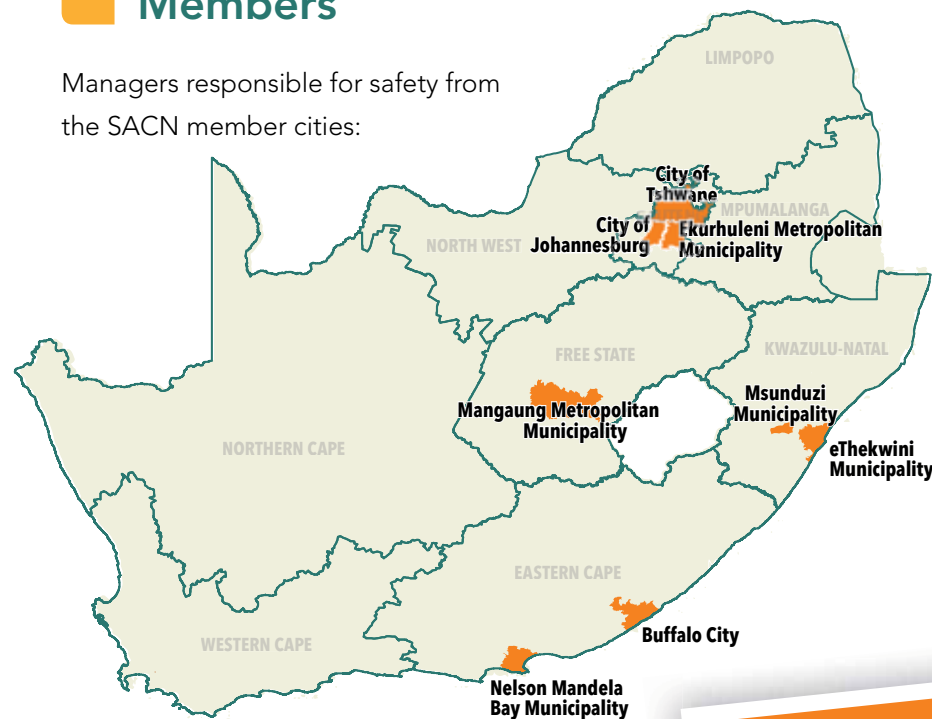 Members
Managers responsible for safety from
the SACN member cities:
LIMPOPO
City of
Tshwane
MPUMALANGA
City of
Johannesburg
Ekurhuleni Metropolitan
Municipality
NORTH WEST
FREE STATE
KWAZULU-NATAL
Mangaung Metropolitan
Municipality
Msunduzi
Municipality
eThekwini
Municipality
NORTHERN CAPE
EASTERN CAPE
Buffalo City
WESTERN CAPE
Nelson Mandela
Bay Municipality